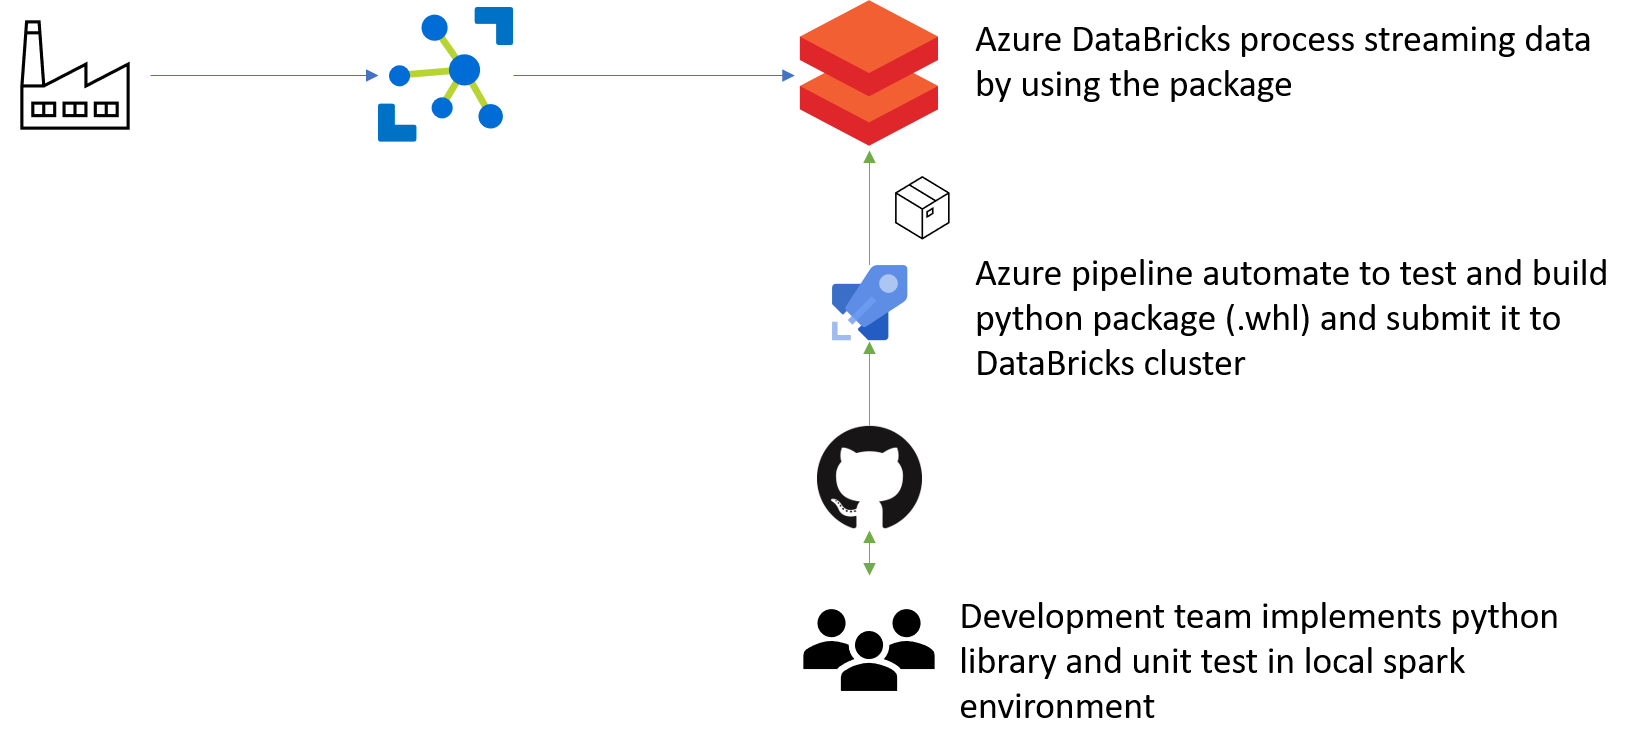 Azure DataBricks process streaming data
by using the package
Azure pipeline automate to test and build
python package (.whl) and submit it to
DataBricks cluster
Development team implements python
library and unit test in local spark
environment